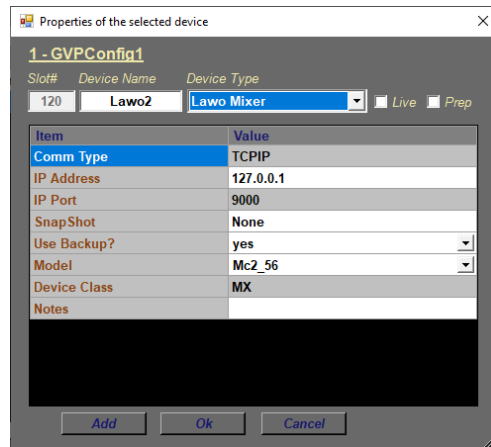 Properties of the selected device
1 - GVPConfig1
Slot# Device Name Device Type
120 Lawo2 Lawo Mixer Live Prep
Item Value
Comm Type TCPIP
IP Address 127.0.0.1
IP Port 9000
SnapShot None
Use Backup? yes
Model Mc2_56
Device Class MX
Notes
Add Ok Cancel